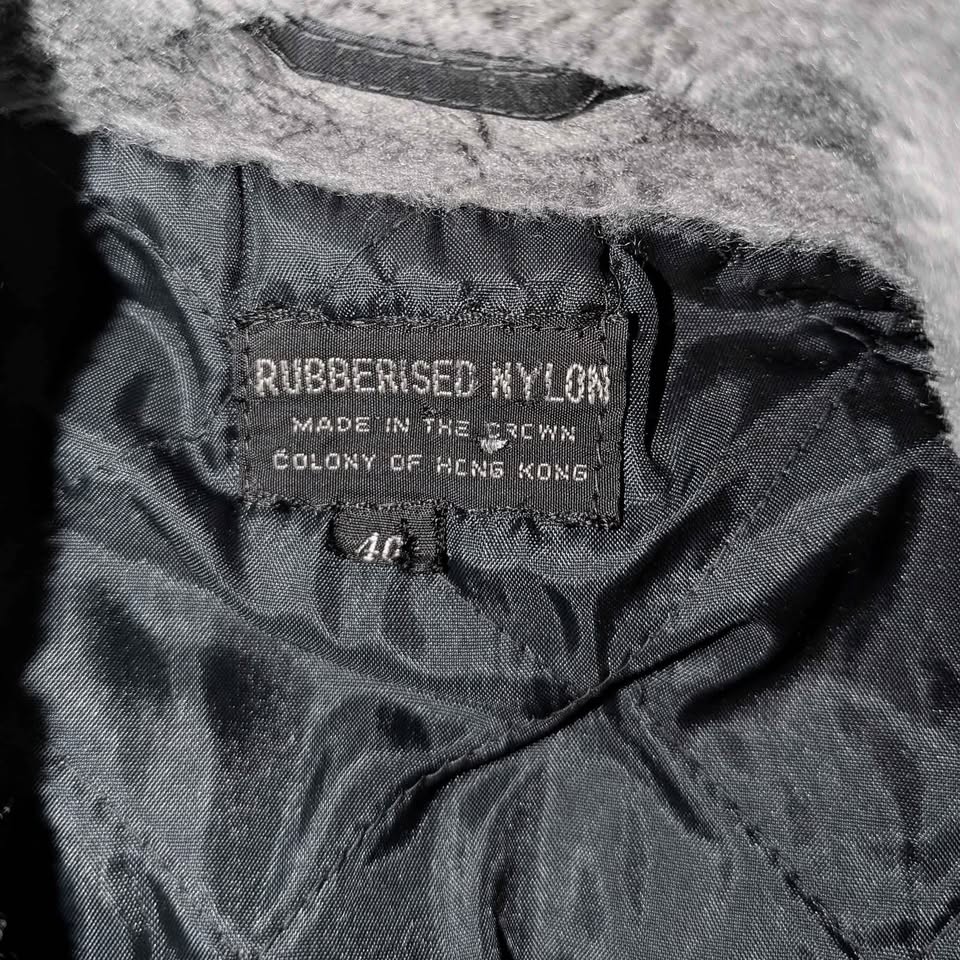 RUBBERISED NYLON
MADE IN THE CROWN
COLONY OF HONG KONG
40